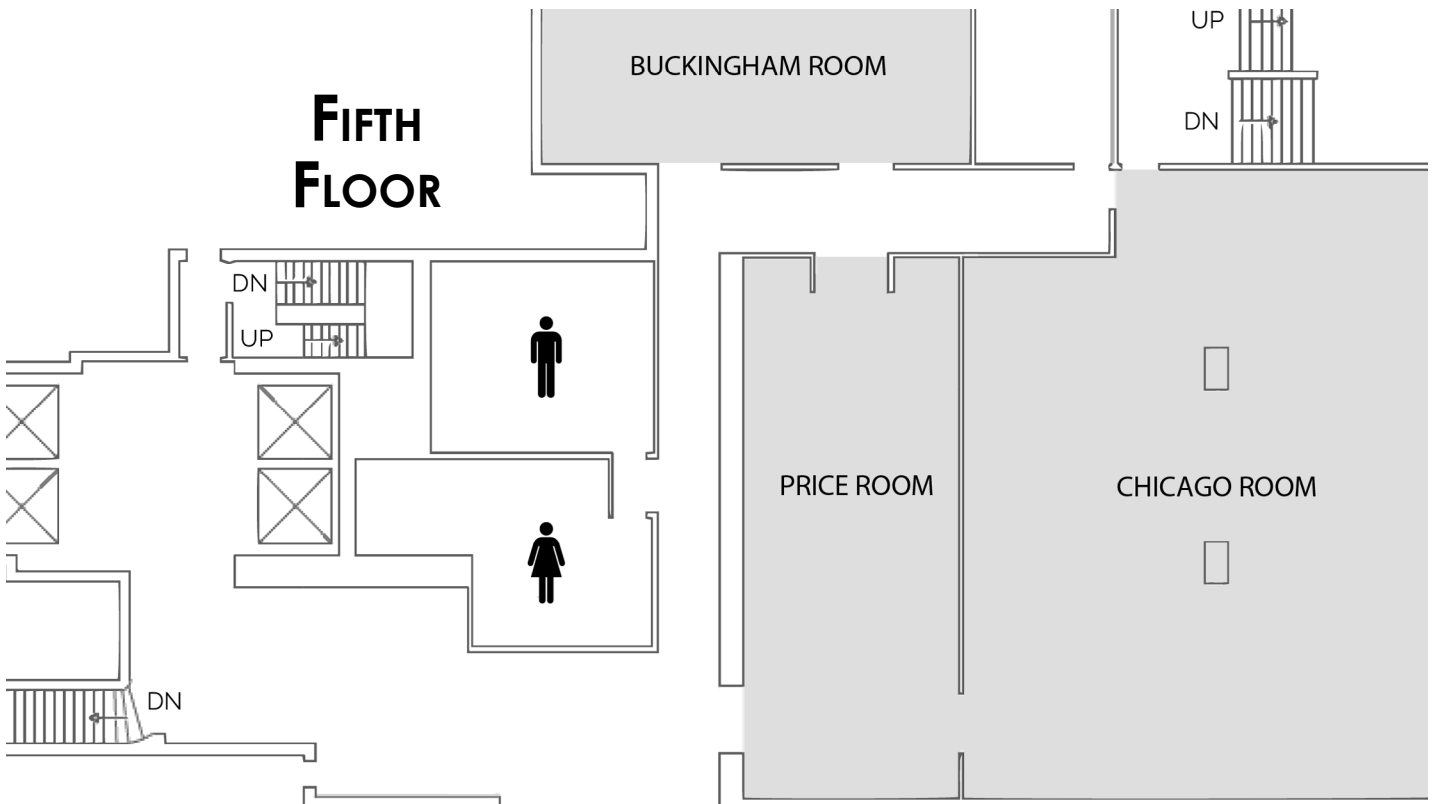 BUCKINGHAM ROOM
UP
DN
FIFTH
FLOOR
DN
UP
PRICE ROOM
CHICAGO ROOM
DN